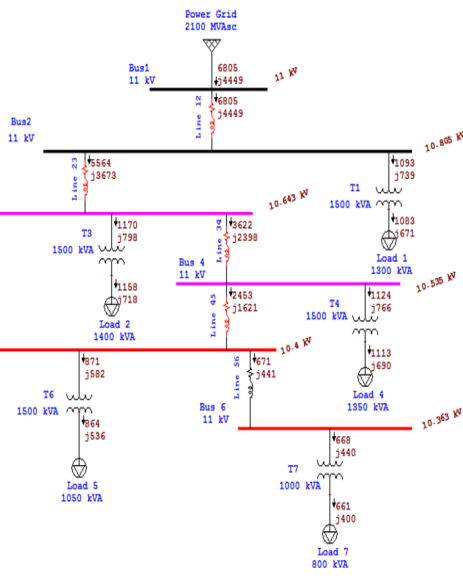 Power Grid
2100 MVAsc
Bus1
11 kV
6805
j4449
11 kV
Line 12
6805
j4449
Bus2
11 kV
10.805 kV
Line 23
5564
j3673
1093
j739
T1
1500 kVA
1083
j671
Load 1
1300 kVA
10.643 kV
1170
j798
T3
1500 kVA
1158
j718
Load 2
1400 kVA
Line 34
3622
j2398
Bus 4
11 kV
10.535 kV
Line 45
2453
j1621
1124
j766
T4
1500 kVA
1113
j690
Load 4
1350 kVA
10.4 kV
871
j582
T6
1500 kVA
864
j536
Load 5
1050 kVA
Line 56
671
j441
Bus 6
11 kV
10.363 kV
668
j440
T7
1000 kVA
661
j400
Load 7
800 kVA